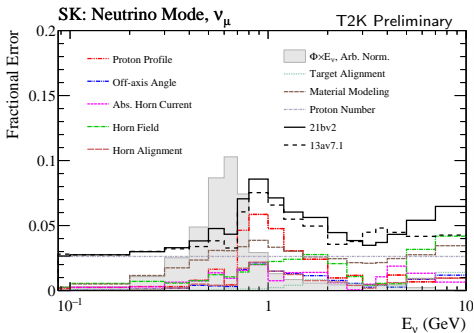 SK: Neutrino Mode, ν_μ
T2K Preliminary
Fractional Error
0.2
0.15
0.1
0.05
0
Proton Profile
Off-axis Angle
Abs. Horn Current
Horn Field
Horn Alignment
Φ×E_ν, Arb. Norm.
Target Alignment
Material Modeling
Proton Number
21bv2
13av7.1
10⁻¹
1
10
E_ν (GeV)